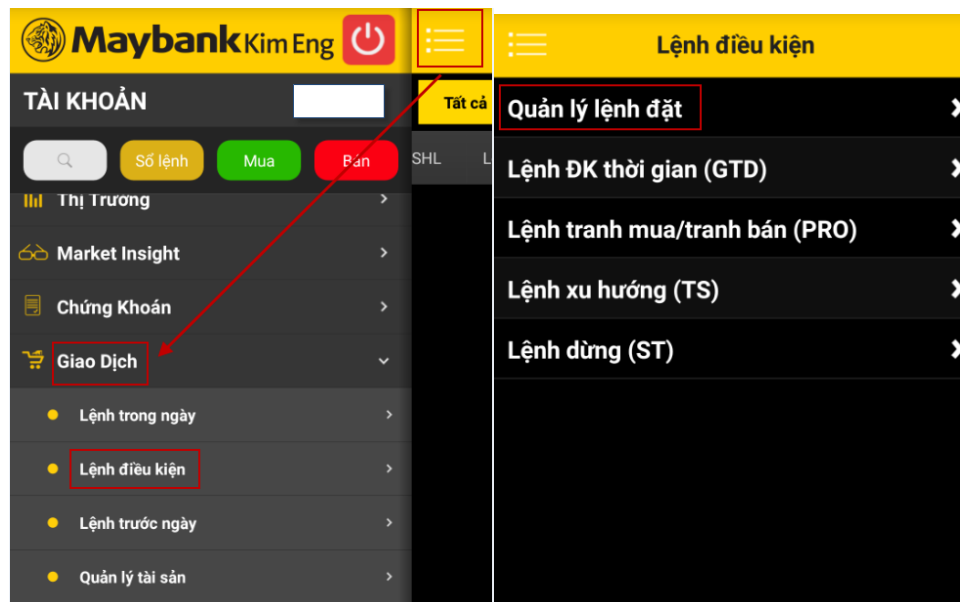 Maybank Kim Eng
TÀI KHOẢN
Sổ lệnh
Mua
Bán
Thị Trường
Market Insight
Chứng Khoán
Giao Dịch
Lệnh trong ngày
Lệnh điều kiện
Lệnh trước ngày
Quản lý tài sản
Tất cả
SHL L
Lệnh điều kiện
Quản lý lệnh đặt
Lệnh ĐK thời gian (GTD)
Lệnh tranh mua/tranh bán (PRO)
Lệnh xu hướng (TS)
Lệnh dừng (ST)